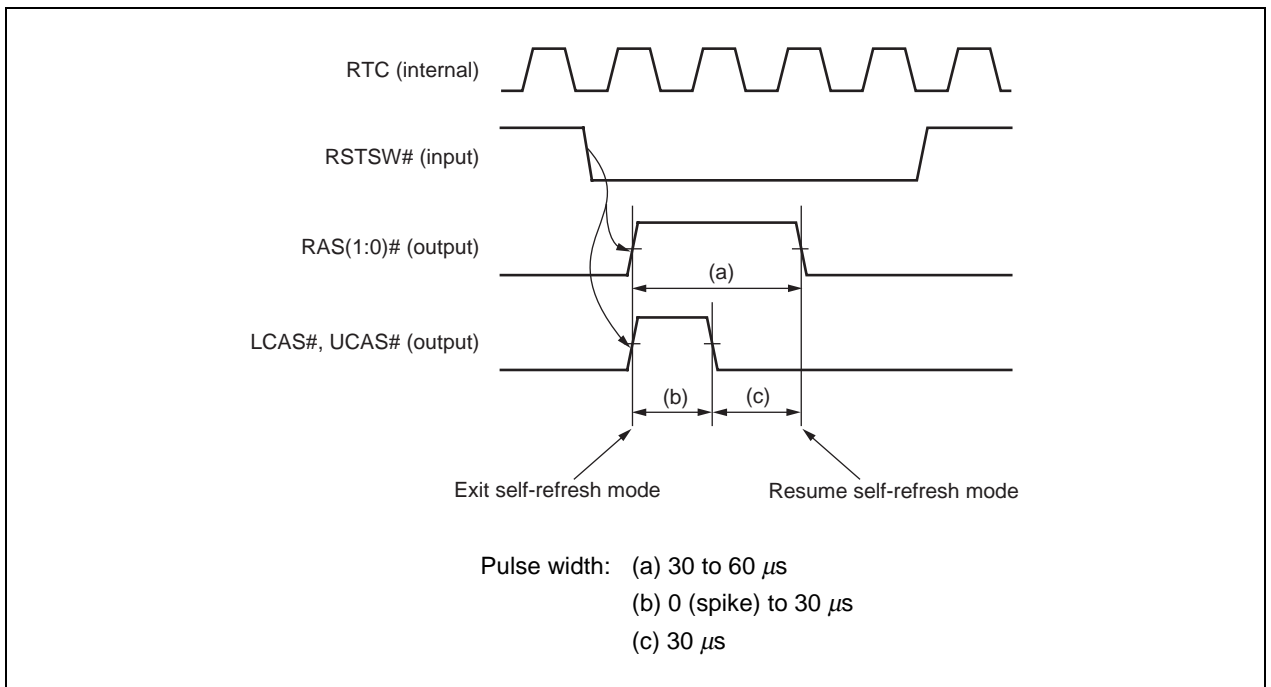 RTC (internal)
RSTSW# (input)
RAS(1:0)# (output)
(a)
LCAS#, UCAS# (output)
(b)
(c)
Exit self-refresh mode
Resume self-refresh mode
Pulse width: (a) 30 to 60 μs
(b) 0 (spike) to 30 μs
(c) 30 μs